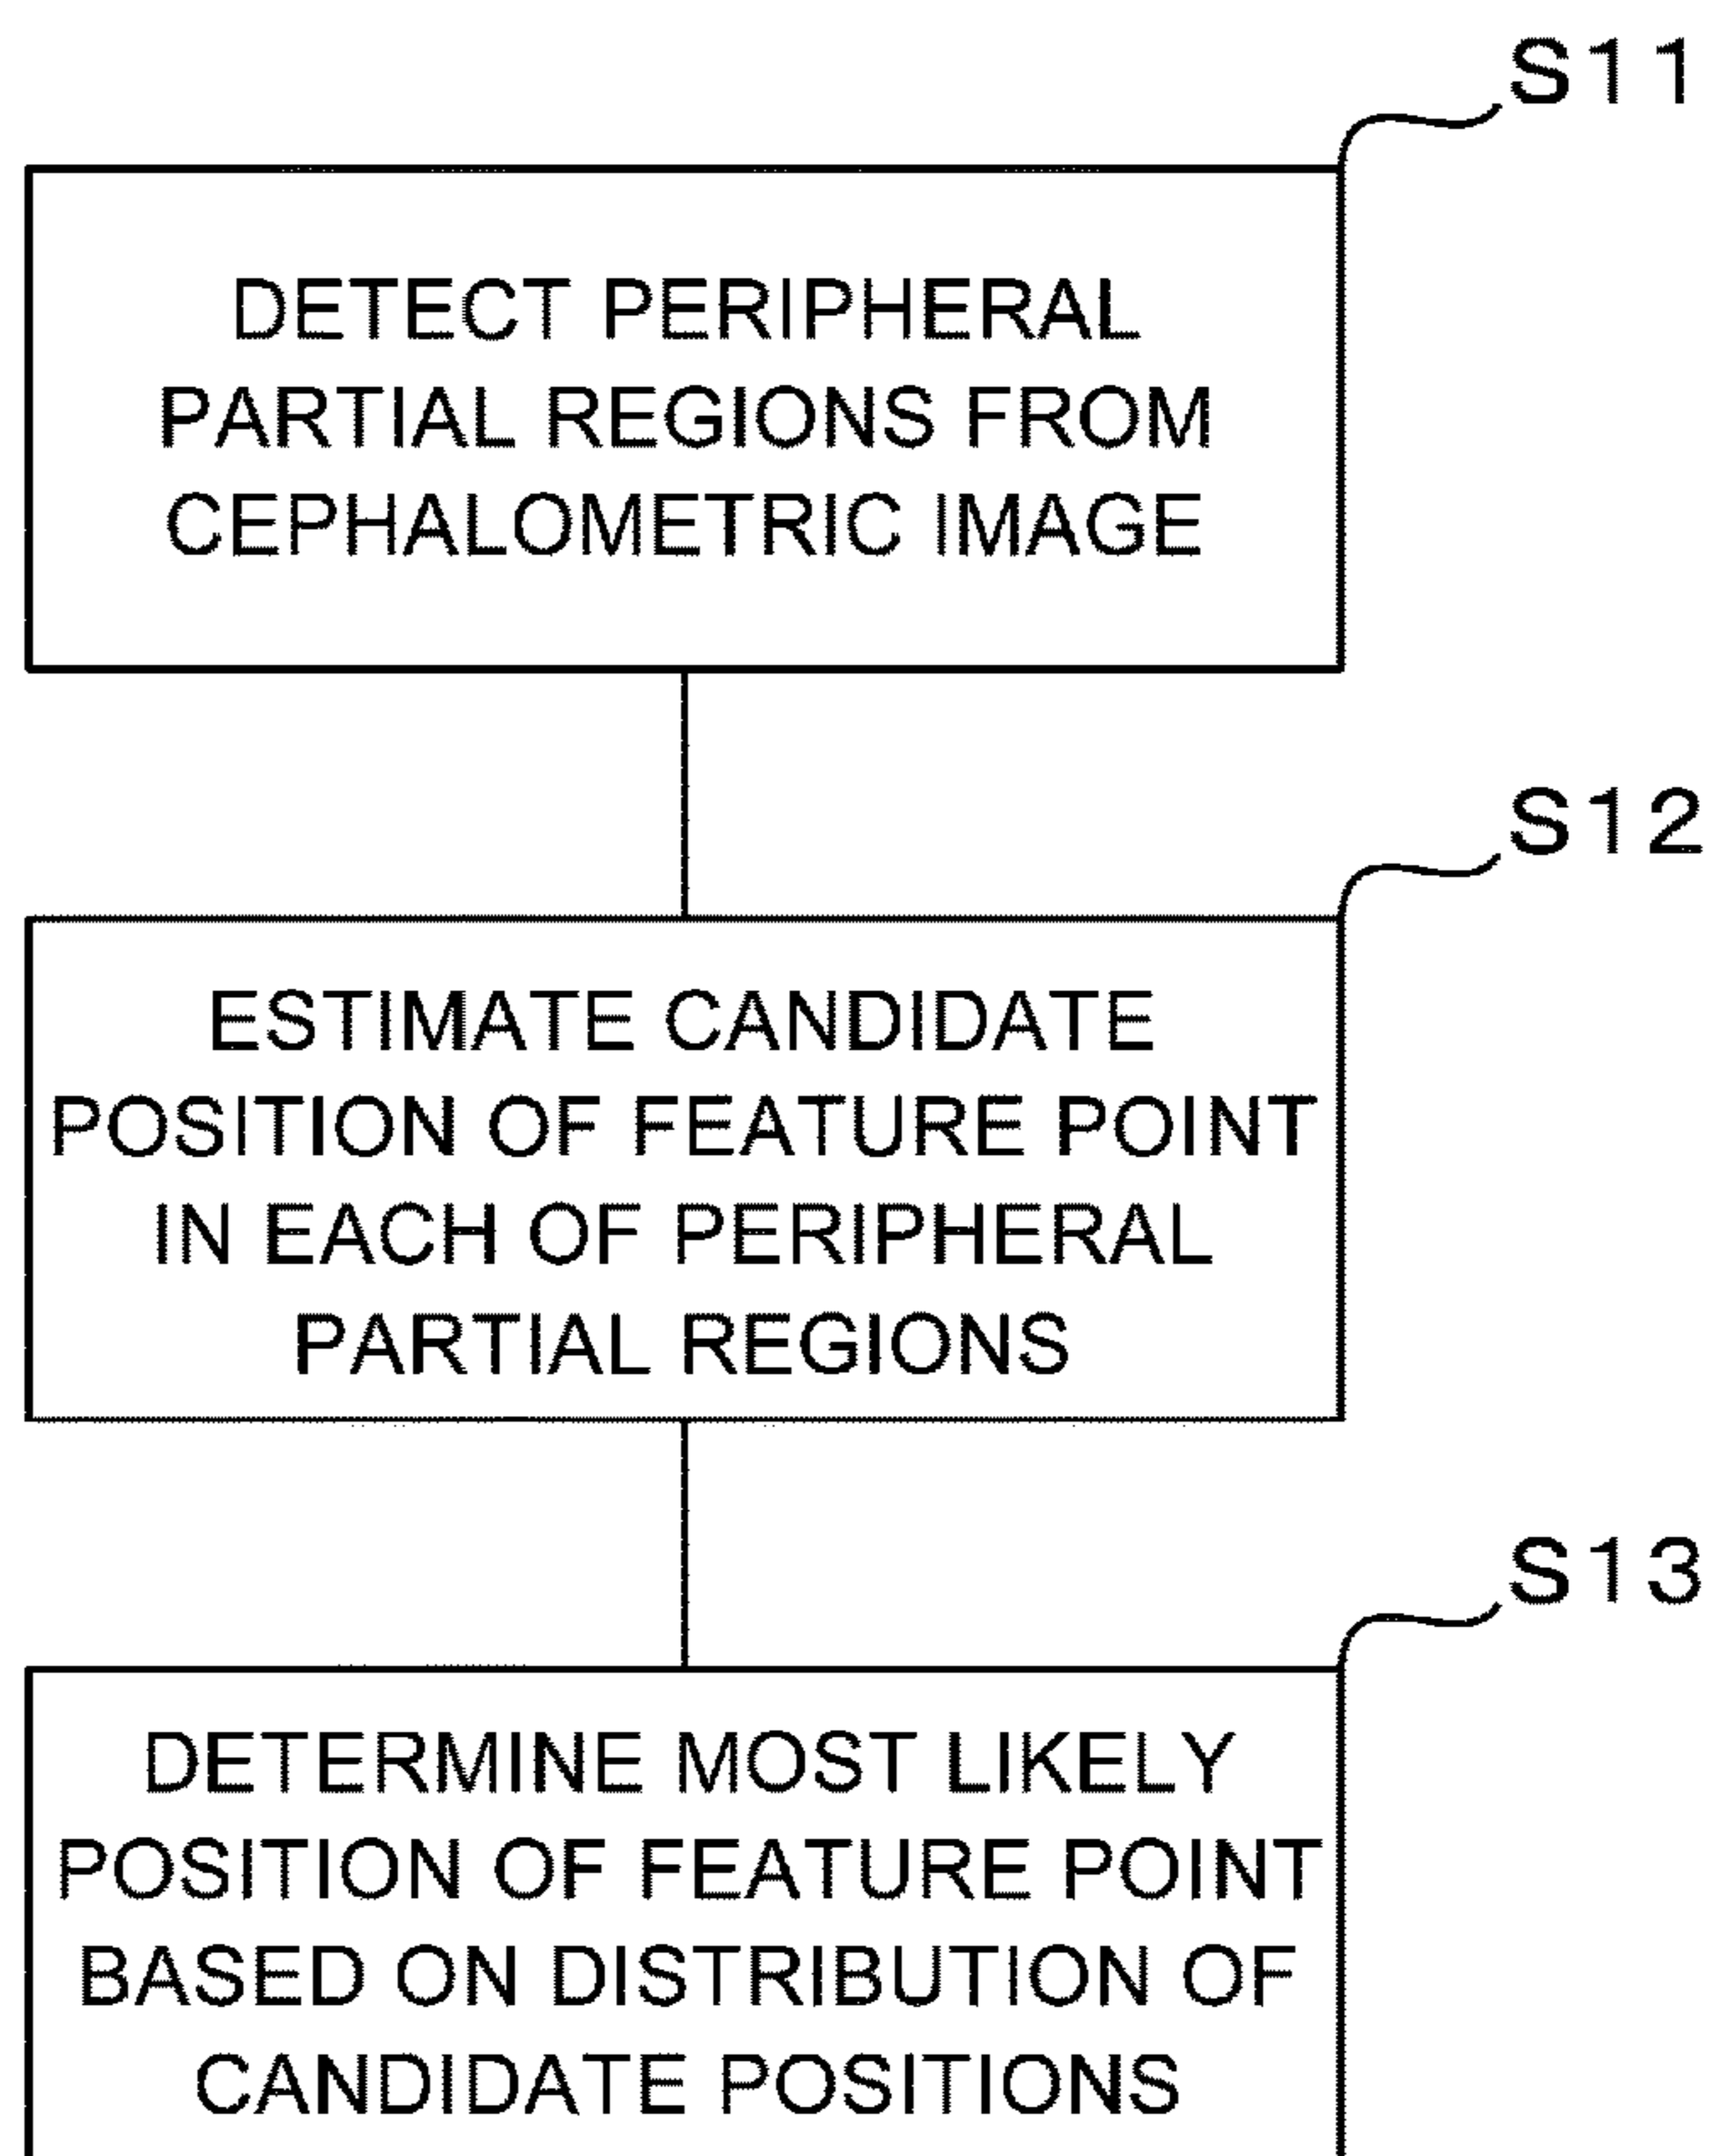 S11
DETECT PERIPHERAL
PARTIAL REGIONS FROM
CEPHALOMETRIC IMAGE
S12
ESTIMATE CANDIDATE
POSITION OF FEATURE POINT
IN EACH OF PERIPHERAL
PARTIAL REGIONS
S13
DETERMINE MOST LIKELY
POSITION OF FEATURE POINT
BASED ON DISTRIBUTION OF
CANDIDATE POSITIONS